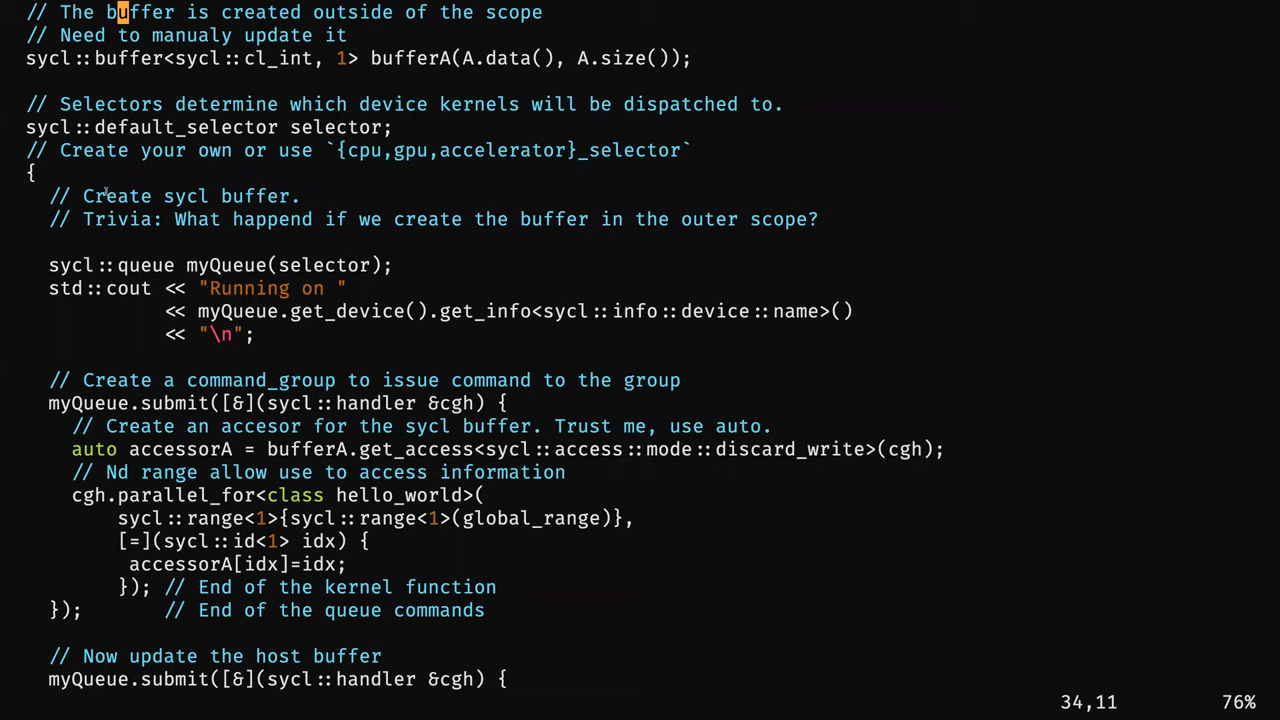 // The buffer is created outside of the scope
// Need to manualy update it
sycl::buffer<sycl::cl_int, 1> bufferA(A.data(), A.size());
// Selectors determine which device kernels will be dispatched to.
sycl::default_selector selector;
// Create your own or use `{cpu,gpu,accelerator}_selector`
{
// Create sycl buffer.
// Trivia: What happend if we create the buffer in the outer scope?
sycl::queue myQueue(selector);
std::cout << "Running on "
<< myQueue.get_device().get_info<sycl::info::device::name>()
<< "\n";
// Create a command_group to issue command to the group
myQueue.submit([&](sycl::handler &cgh) {
// Create an accesor for the sycl buffer. Trust me, use auto.
auto accessorA = bufferA.get_access<sycl::access::mode::discard_write>(cgh);
// Nd range allow use to access information
cgh.parallel_for<class hello_world>(
sycl::range<1>{sycl::range<1>(global_range)},
[=](sycl::id<1> idx) {
accessorA[idx]=idx;
}); // End of the kernel function
}); // End of the queue commands
// Now update the host buffer
myQueue.submit([&](sycl::handler &cgh) {
34,11 76%